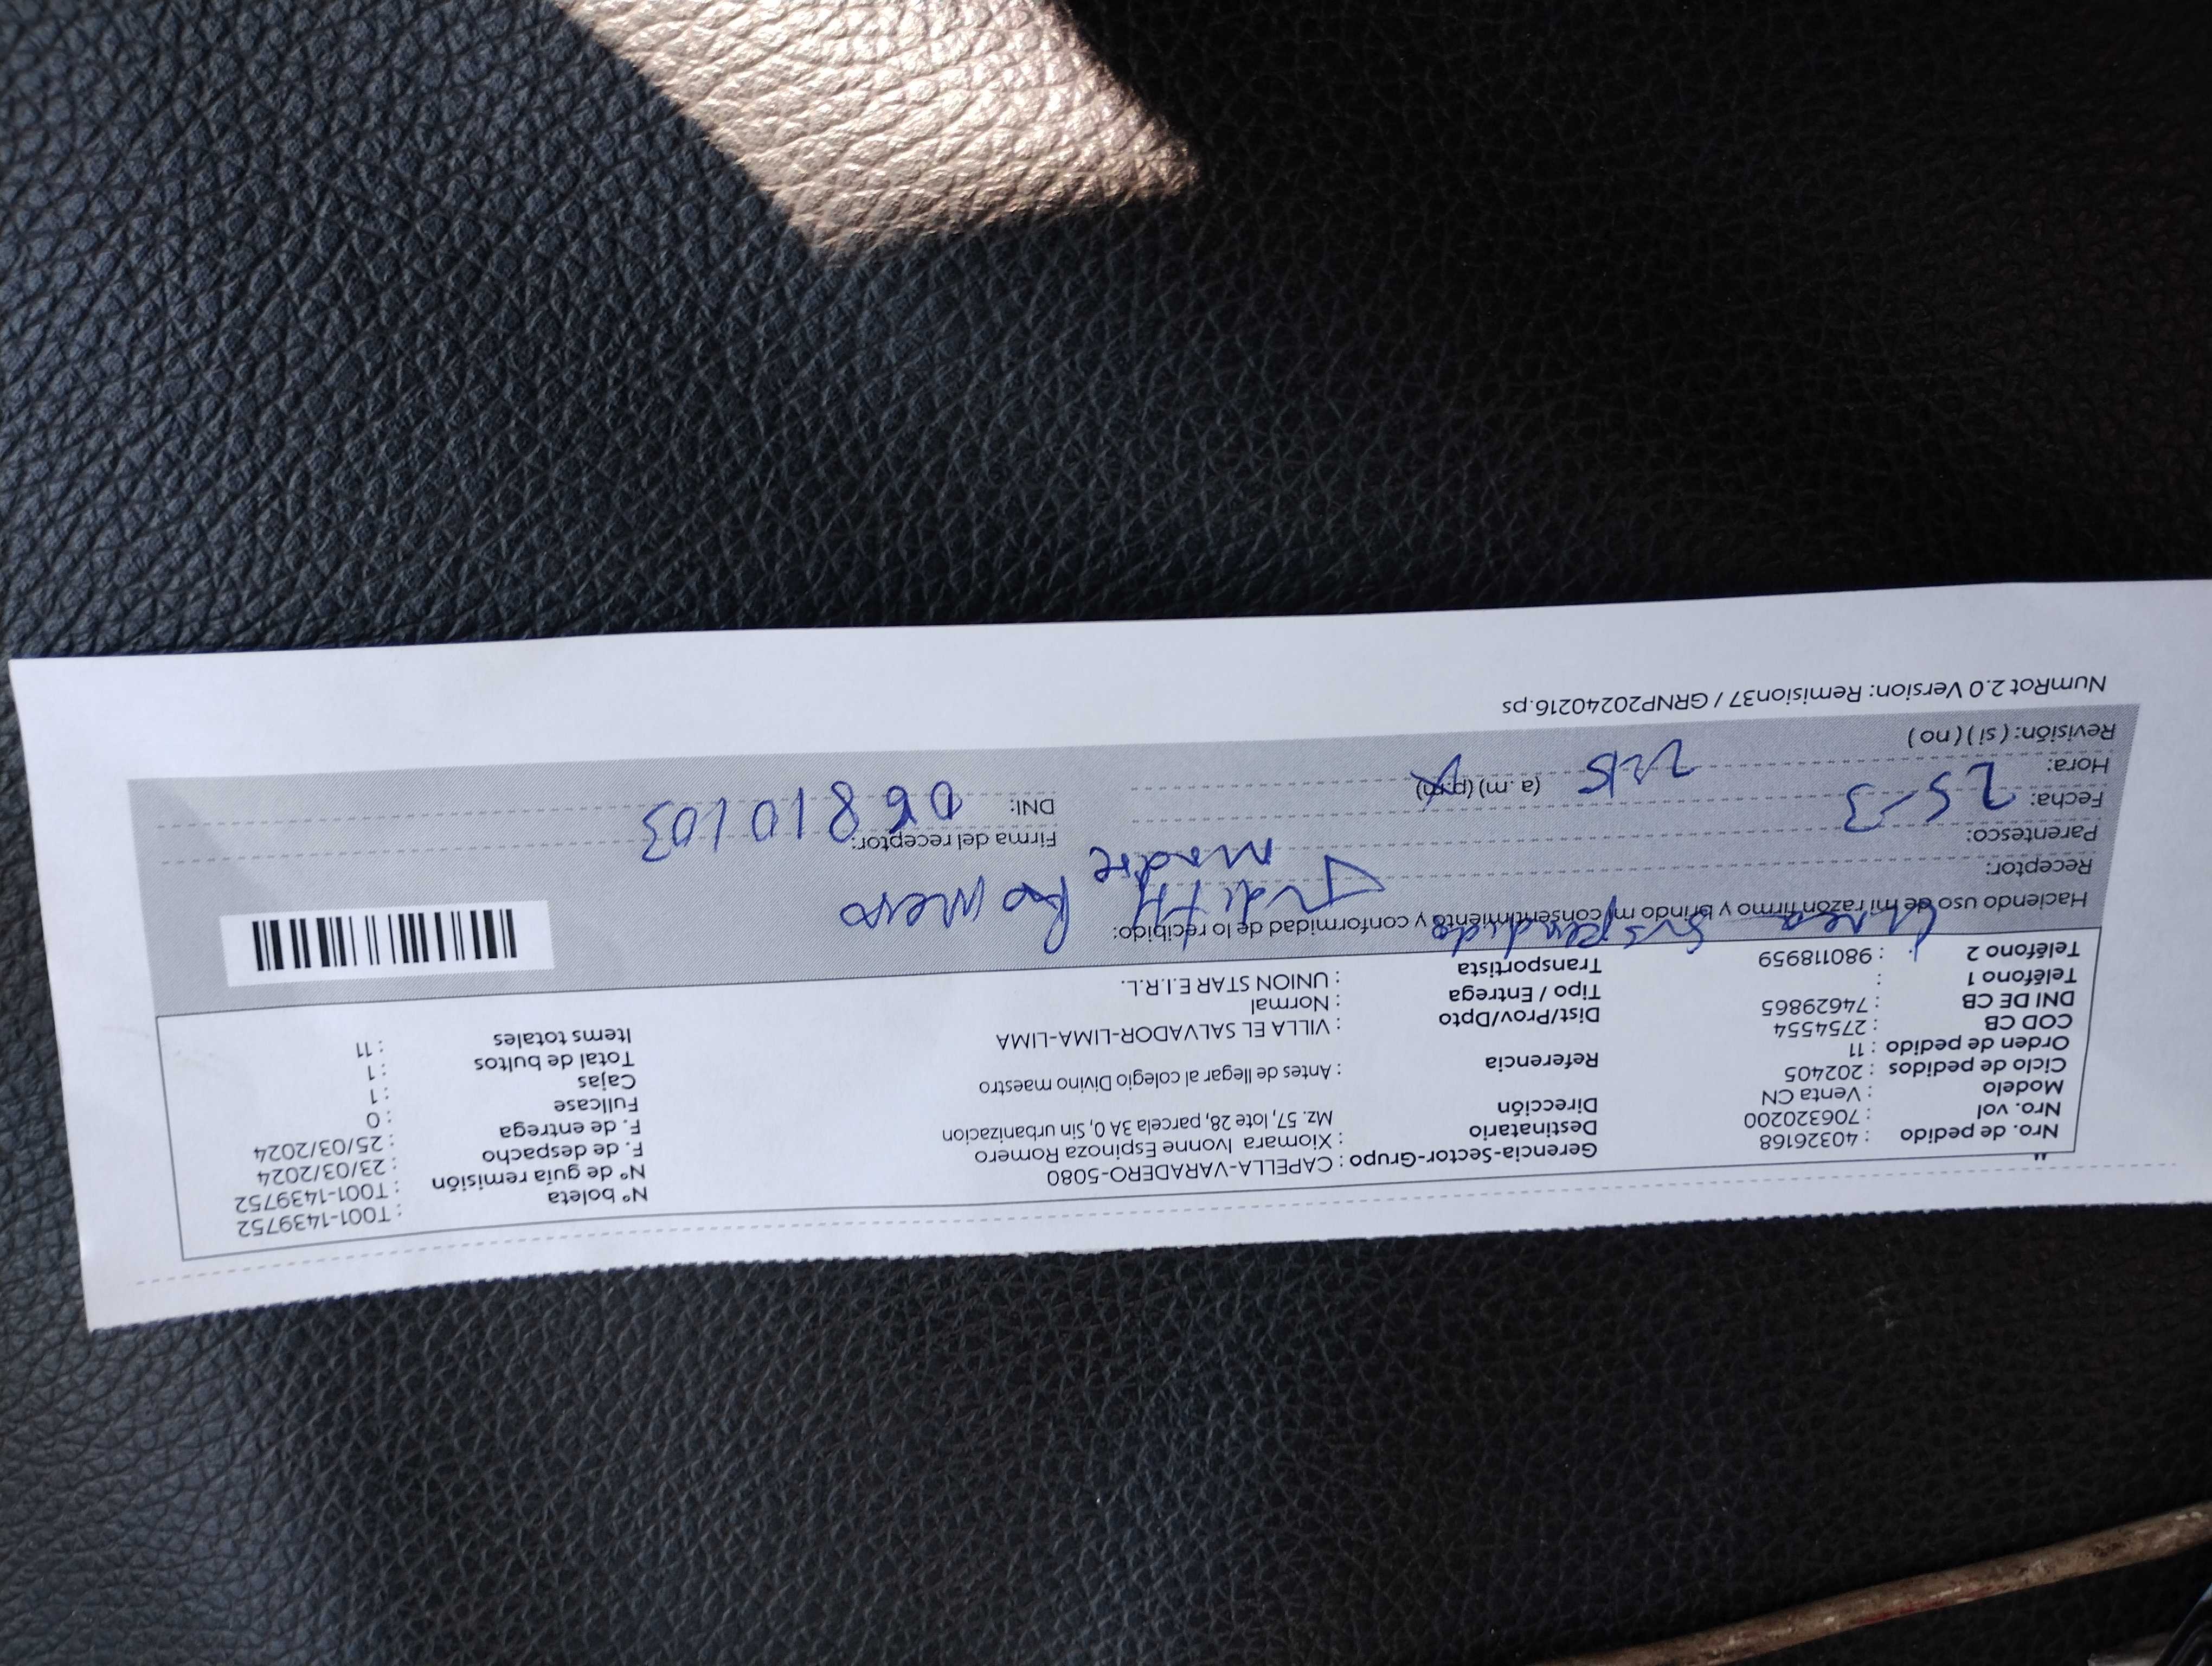 Nro. de pedido : 40326168 Gerencia-Sector-Grupo : CAPELLA-VARADERO-5080 Nº boleta : T001-1439752
Nro. vol : 706320200 Destinatario : Xiomara Ivonne Espinoza Romero Nº de guía remisión : T001-1439752
Modelo : Venta CN Dirección Mz. 57, lote 28, parcela 3A 0, Sin urbanizacion F. de despacho : 23/03/2024
Ciclo de pedidos : 202405 F. de entrega : 25/03/2024
Orden de pedido : 11 Referencia : Antes de llegar al colegio Divino maestro Fullcase : 0
COD CB : 2754554 Cajas : 1
DNI DE CB : 74629865 Dist/Prov/Dpto : VILLA EL SALVADOR-LIMA-LIMA Total de bultos : 1
Teléfono 1 : Tipo / Entrega : Normal Items totales : 11
Teléfono 2 : 980118959 Transportista : UNION STAR E.I.R.L.
Haciendo uso de mi razón firmo y brindo mi consentimiento y conformidad de lo recibido:
suspendido
Receptor: Judith Romero
Parentesco: madre Firma del receptor:
Fecha: 25-3 DNI: 06810103
Hora: 2:15 (a.m) (p.m)
Revisión: ( si ) ( no )
NumRot 2.0 Version: Remision37 / GRNP20240216.ps